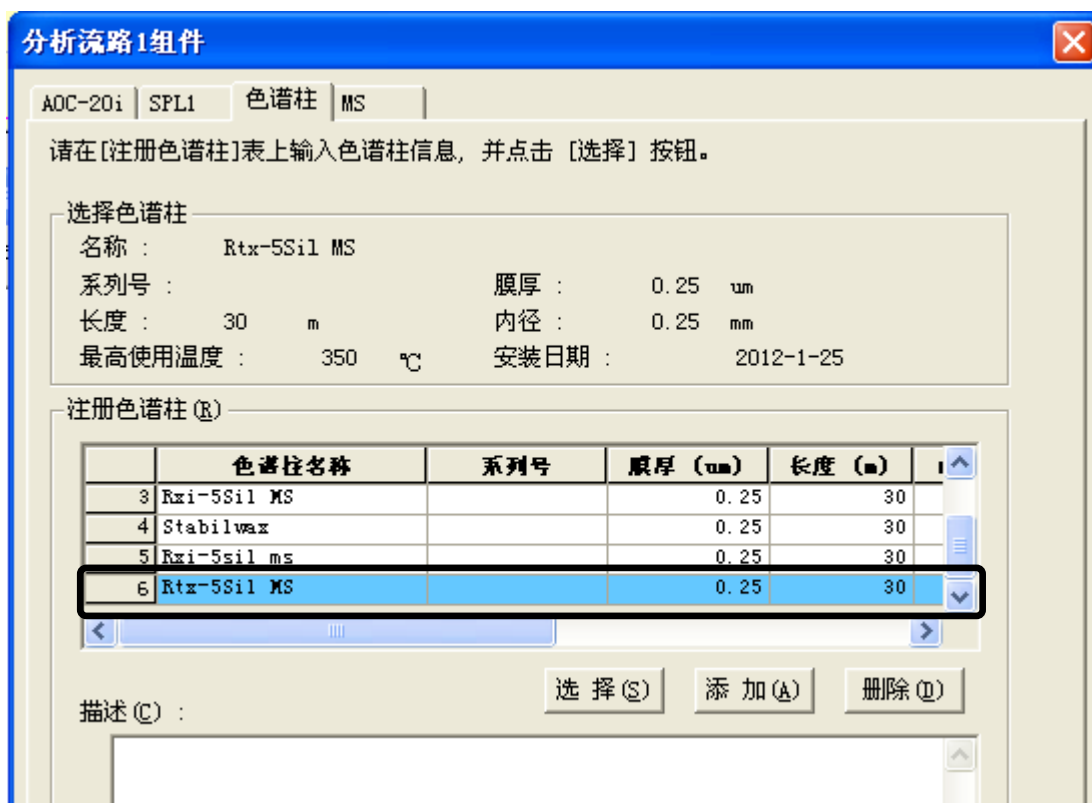 分析流路1组件
AOC-20i SPL1 色谱柱 MS
请在[注册色谱柱]表上输入色谱柱信息, 并点击 [选择] 按钮。
选择色谱柱
名称 : Rtx-5Sil MS
系列号 : 膜厚 : 0.25 um
长度 : 30 m 内径 : 0.25 mm
最高使用温度 : 350 ℃ 安装日期 : 2012-1-25
注册色谱柱(R)
色谱柱名称 系列号 膜厚 (um) 长度 (m)
3 Rxi-5Sil MS 0.25 30
4 Stabilwax 0.25 30
5 Rxi-5sil ms 0.25 30
6 Rtx-5Sil MS 0.25 30
选 择(S) 添 加(A) 删除(D)
描述(C) :